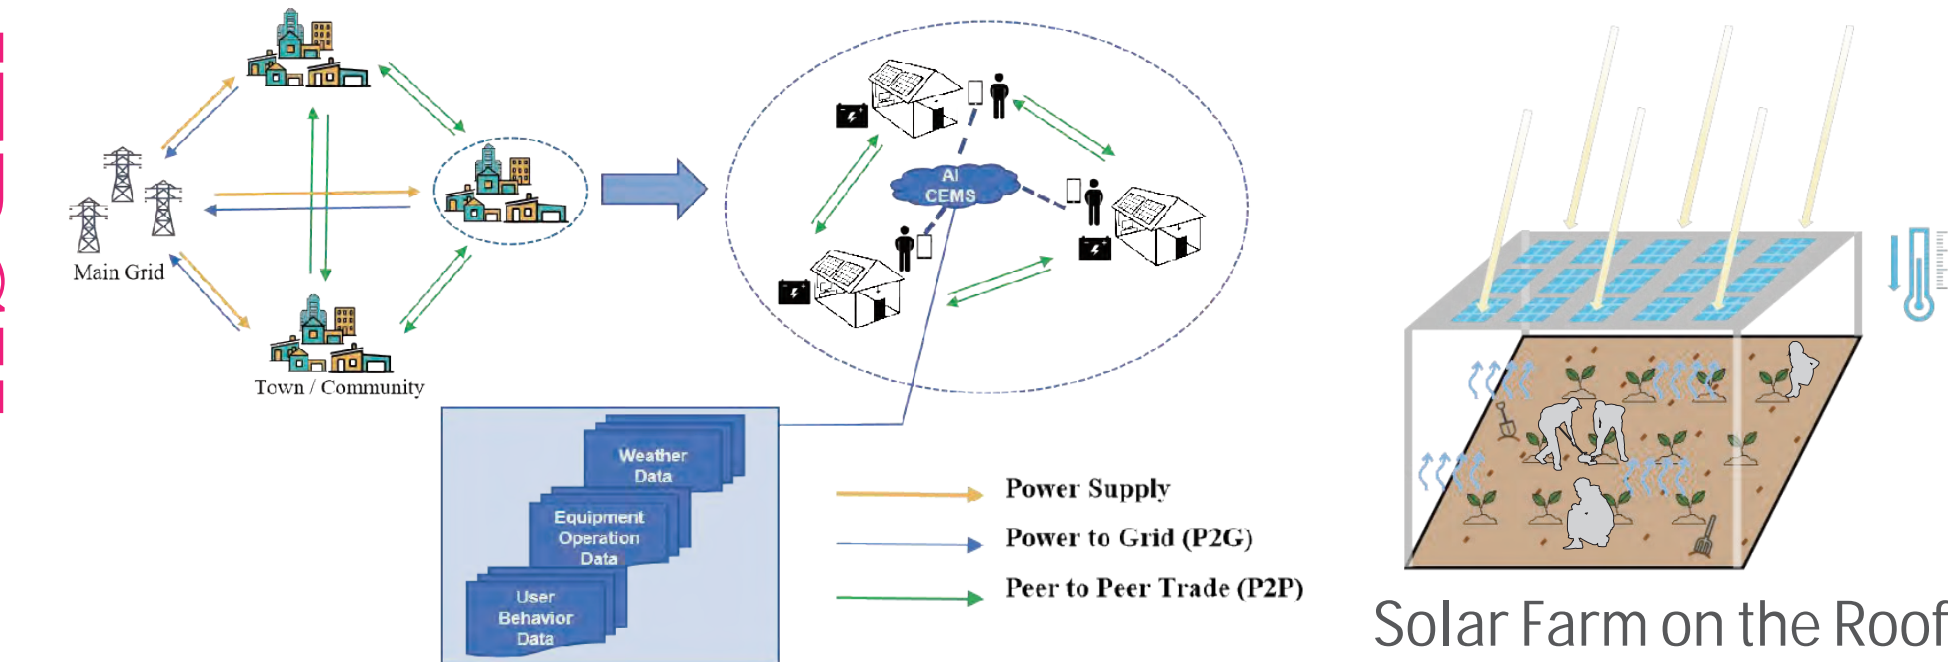 Main Grid
Town / Community
AI
CEMS
Weather
Data
Equipment
Operation
Data
User
Behavior
Data
Power Supply
Power to Grid (P2G)
Peer to Peer Trade (P2P)
Solar Farm on the Roof